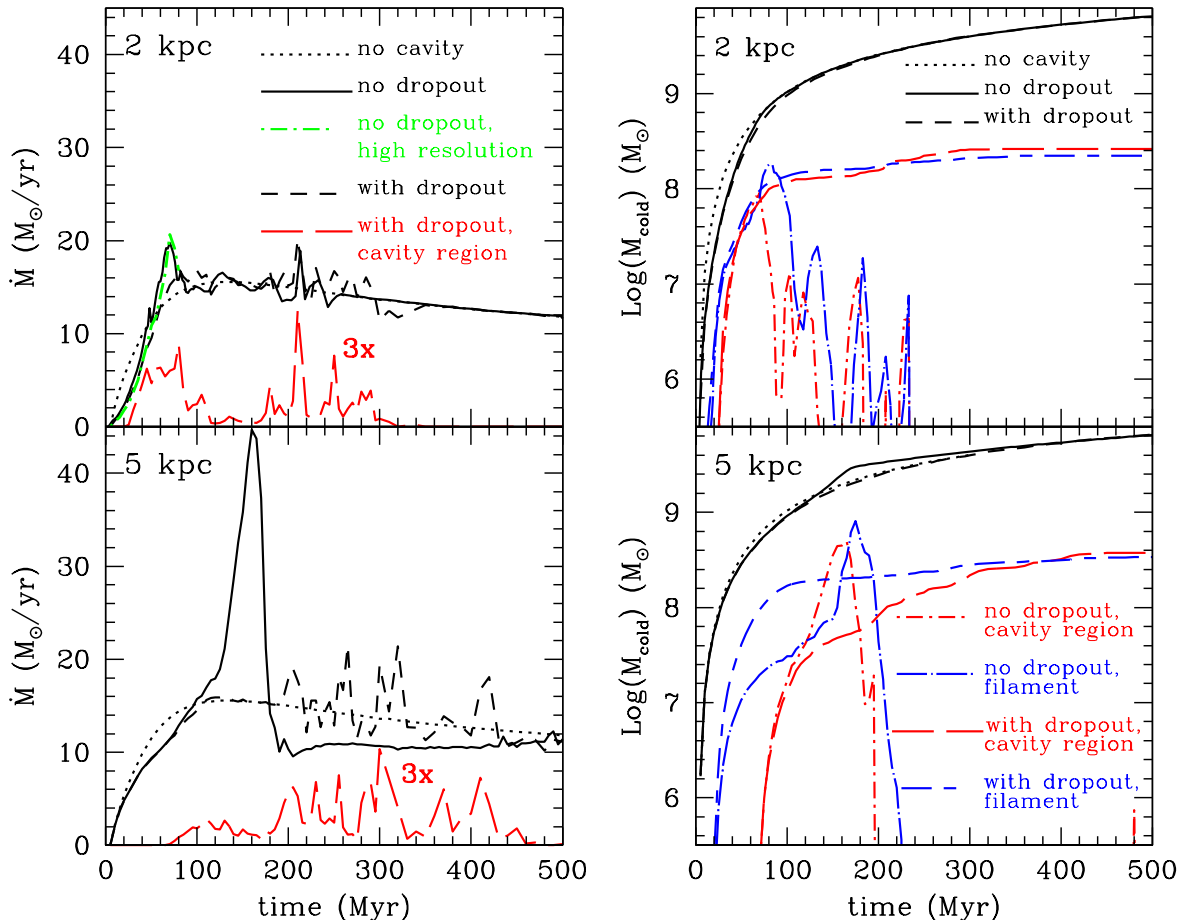 2 kpc
no cavity
no dropout
no dropout,
high resolution
with dropout
with dropout,
cavity region
3x
40
30
20
10
0
Ṁ (M⊙/yr)
5 kpc
3x
40
30
20
10
0
Ṁ (M⊙/yr)
0 100 200 300 400 500
time (Myr)
2 kpc
no cavity
no dropout
with dropout
9
8
7
6
Log(Mcold) (M⊙)
5 kpc
no dropout,
cavity region
no dropout,
filament
with dropout,
cavity region
with dropout,
filament
9
8
7
6
Log(Mcold) (M⊙)
0 100 200 300 400 500
time (Myr)